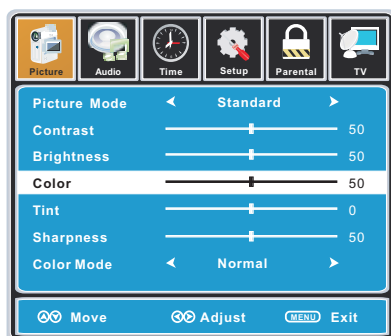 Picture Audio Time Setup Parental TV
Picture Mode Standard
Contrast 50
Brightness 50
Color 50
Tint 0
Sharpness 50
Color Mode Normal
Move Adjust MENU Exit